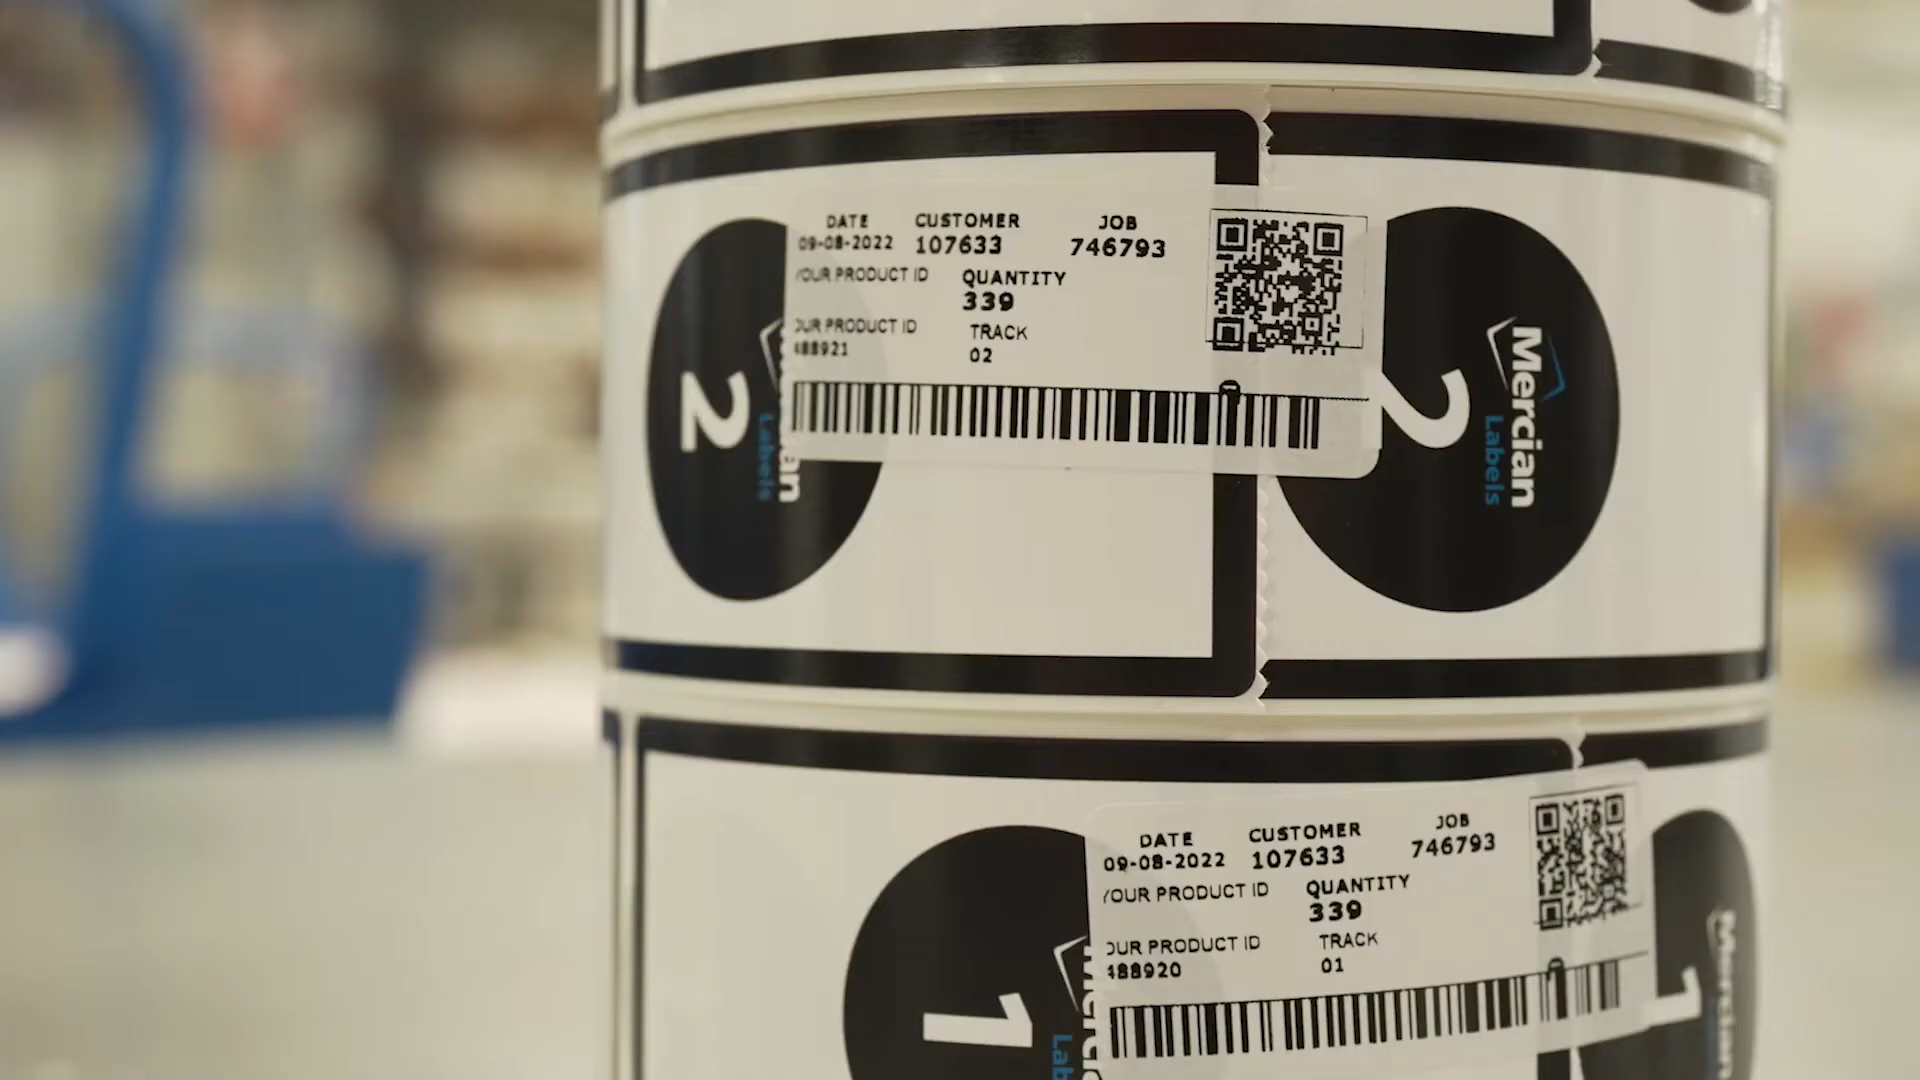 DATE CUSTOMER JOB
09-08-2022 107633 746793
YOUR PRODUCT ID QUANTITY
339
OUR PRODUCT ID TRACK
488921 02
2
Labels
2
Mercian
Labels
DATE CUSTOMER JOB
09-08-2022 107633 746793
YOUR PRODUCT ID QUANTITY
339
OUR PRODUCT ID TRACK
488920 01
1
1
Mercian